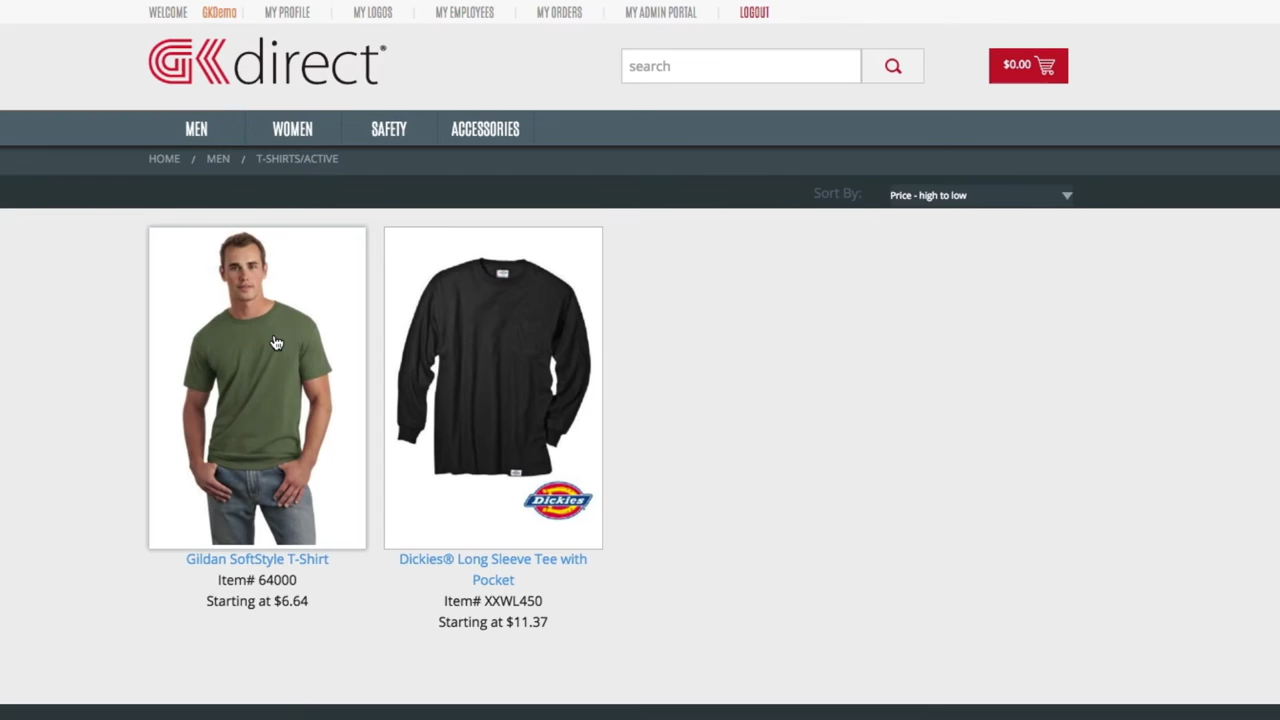 WELCOME GKDemo MY PROFILE MY LOGOS MY EMPLOYEES MY ORDERS MY ADMIN PORTAL LOGOUT
GKdirect®
search
$0.00
MEN WOMEN SAFETY ACCESSORIES
HOME / MEN / T-SHIRTS/ACTIVE
Sort By: Price - high to low
Dickies
Gildan SoftStyle T-Shirt
Item# 64000
Starting at $6.64
Dickies® Long Sleeve Tee with
Pocket
Item# XXWL450
Starting at $11.37